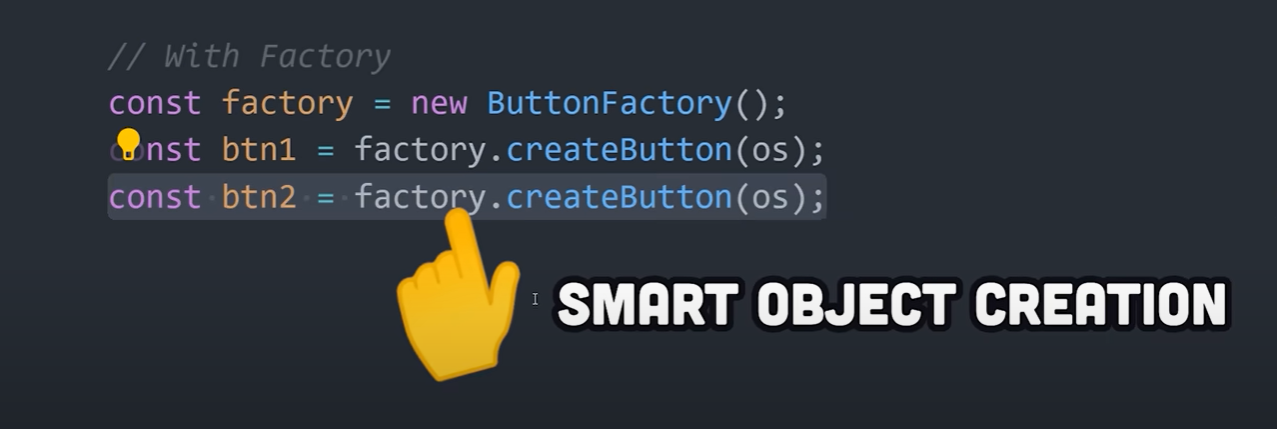 // With Factory
const factory = new ButtonFactory();
const btn1 = factory.createButton(os);
const btn2 = factory.createButton(os);
SMART OBJECT CREATION